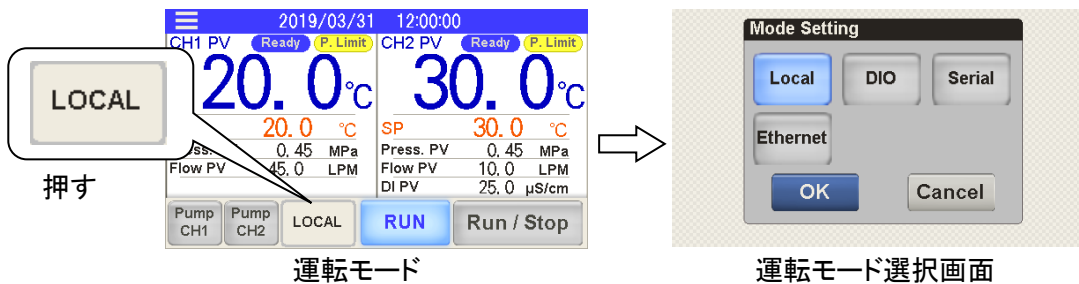 2019/03/31 12:00:00
CH1 PV Ready P. Limit CH2 PV Ready P. Limit
20.0℃ 30.0℃
LOCAL
20.0 ℃ SP 30.0 ℃
0.45 MPa Press. PV 0.45 MPa
Flow PV 45.0 LPM Flow PV 10.0 LPM
DI PV 25.0 μS/cm
押す
Pump CH1
Pump CH2
LOCAL
RUN
Run / Stop
運転モード
Mode Setting
Local DIO Serial
Ethernet
OK Cancel
運転モード選択画面